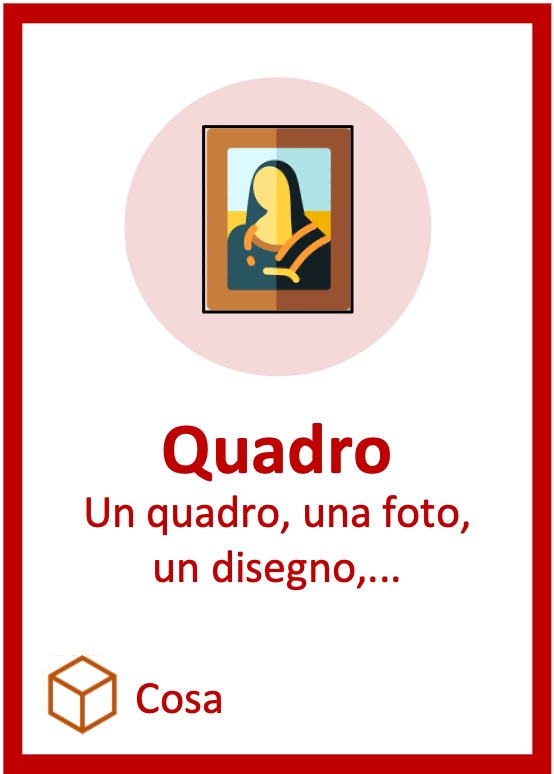 Quadro
Un quadro, una foto,
un disegno,...
Cosa